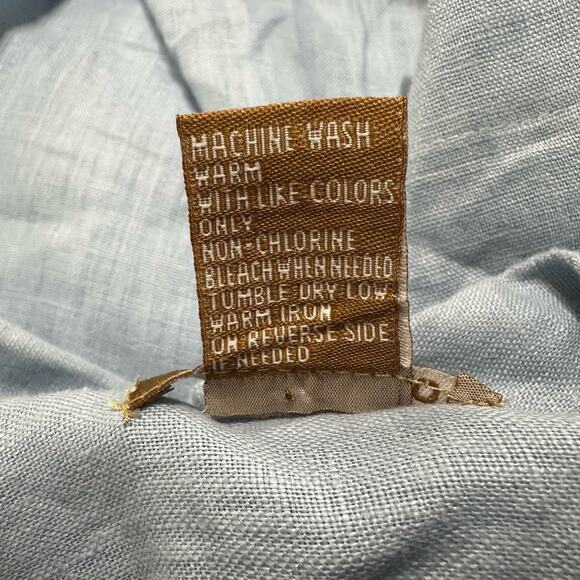 MACHINE WASH
WARM
WITH LIKE COLORS
ONLY
NON-CHLORINE
BLEACH WHEN NEEDED
TUMBLE DRY LOW
WARM IRON
ON REVERSE SIDE
IF NEEDED